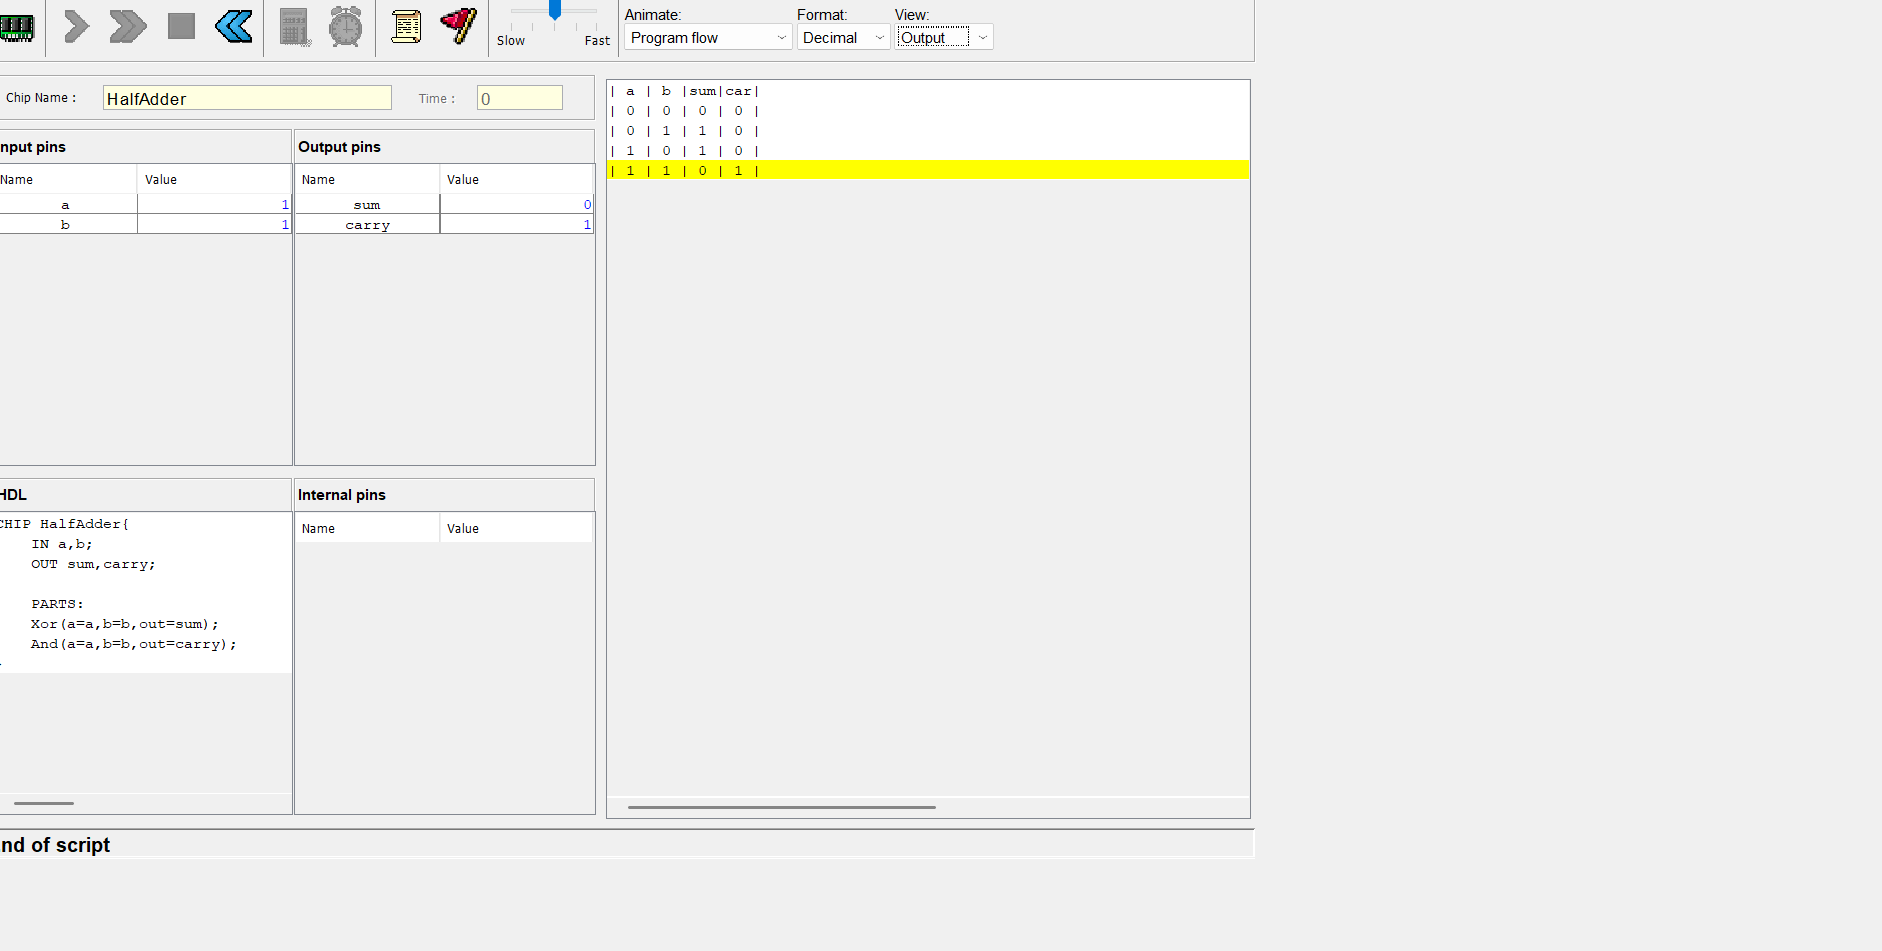 Slow Fast
Animate: Format: View:
Program flow Decimal Output
Chip Name : HalfAdder Time : 0
nput pins
Name Value
a 1
b 1
Output pins
Name Value
sum 0
carry 1
| a | b |sum|car|
| 0 | 0 | 0 | 0 |
| 0 | 1 | 1 | 0 |
| 1 | 0 | 1 | 0 |
| 1 | 1 | 0 | 1 |
HDL
CHIP HalfAdder{
IN a,b;
OUT sum,carry;
PARTS:
Xor(a=a,b=b,out=sum);
And(a=a,b=b,out=carry);
Internal pins
Name Value
nd of script